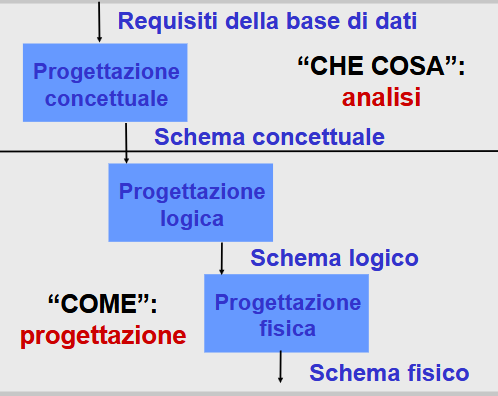 Requisiti della base di dati
Progettazione
concettuale
“CHE COSA”:
analisi
Schema concettuale
Progettazione
logica
Schema logico
“COME”:
progettazione
Progettazione
fisica
Schema fisico